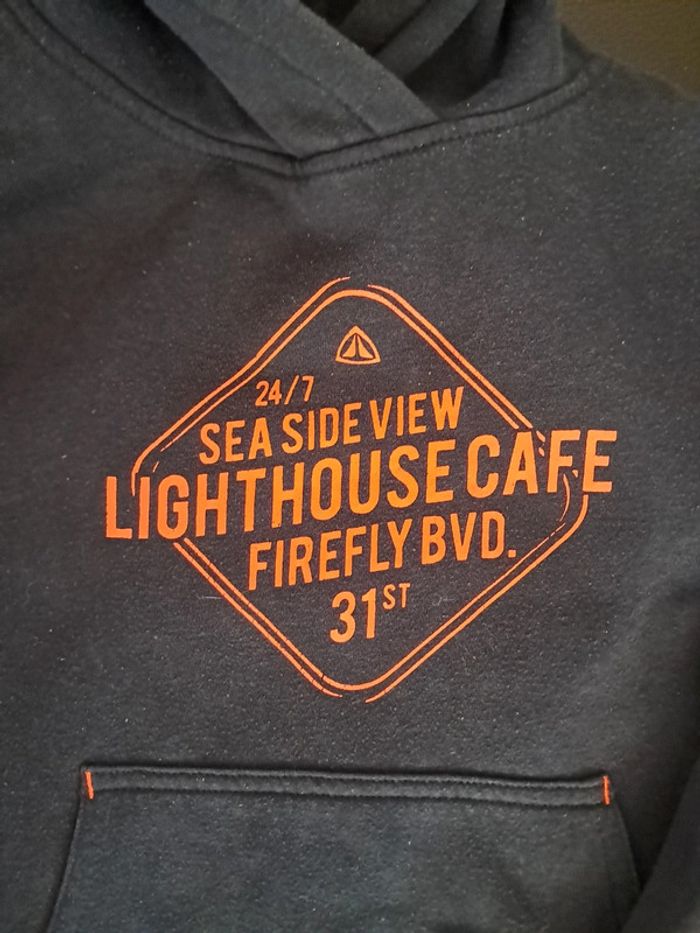 24/7
SEA SIDE VIEW
LIGHTHOUSE CAFE
FIREFLY BVD.
31ST